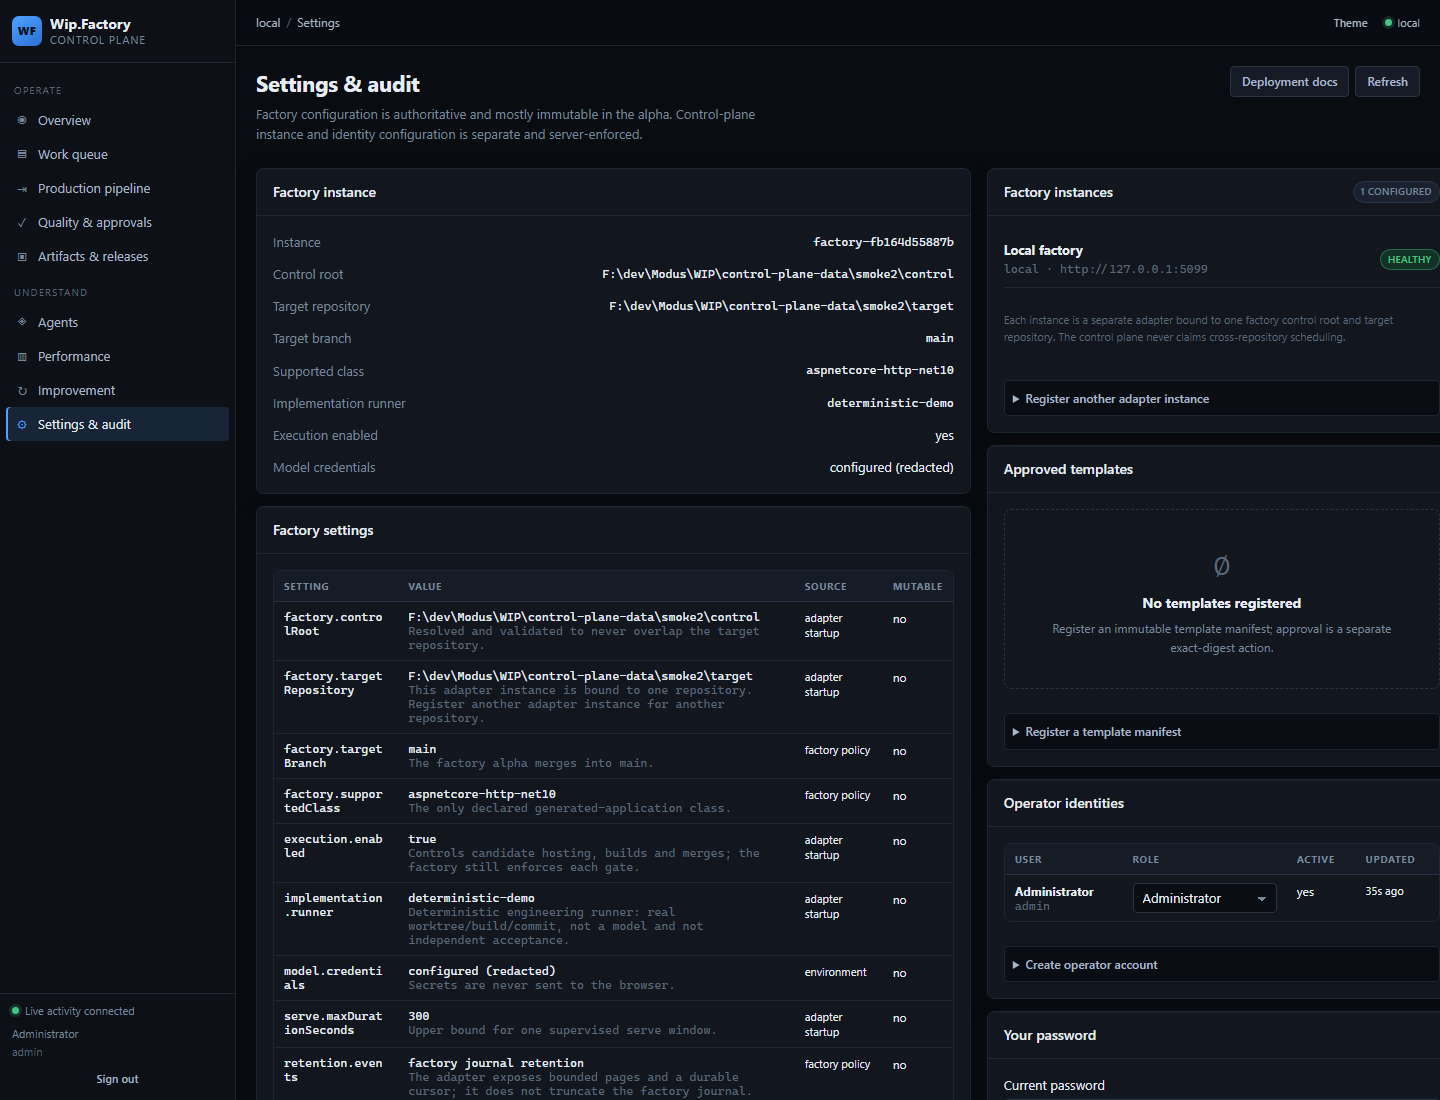 WF
Wip.Factory
CONTROL PLANE
OPERATE
Overview
Work queue
Production pipeline
Quality & approvals
Artifacts & releases
UNDERSTAND
Agents
Performance
Improvement
Settings & audit
Live activity connected
Administrator
admin
Sign out
local / Settings
Theme
local
Settings & audit
Factory configuration is authoritative and mostly immutable in the alpha. Control-plane
instance and identity configuration is separate and server-enforced.
Deployment docs
Refresh
Factory instance
Instance factory-fb164d55887b
Control root F:\dev\Modus\WIP\control-plane-data\smoke2\control
Target repository F:\dev\Modus\WIP\control-plane-data\smoke2\target
Target branch main
Supported class aspnetcore-http-net10
Implementation runner deterministic-demo
Execution enabled yes
Model credentials configured (redacted)
Factory settings
SETTING VALUE SOURCE MUTABLE
factory.contro
lRoot
F:\dev\Modus\WIP\control-plane-data\smoke2\control
Resolved and validated to never overlap the target
repository.
adapter
startup
no
factory.target
Repository
F:\dev\Modus\WIP\control-plane-data\smoke2\target
This adapter instance is bound to one repository.
Register another adapter instance for another
repository.
adapter
startup
no
factory.target
Branch
main
The factory alpha merges into main.
factory policy
no
factory.suppor
tedClass
aspnetcore-http-net10
The only declared generated-application class.
factory policy
no
execution.enab
led
true
Controls candidate hosting, builds and merges; the
factory still enforces each gate.
adapter
startup
no
implementation
.runner
deterministic-demo
Deterministic engineering runner: real
worktree/build/commit, not a model and not
independent acceptance.
adapter
startup
no
model.credenti
als
configured (redacted)
Secrets are never sent to the browser.
environment
no
serve.maxDurat
ionSeconds
300
Upper bound for one supervised serve window.
adapter
startup
no
retention.even
ts
factory journal retention
The adapter exposes bounded pages and a durable
cursor; it does not truncate the factory journal.
factory policy
no
Factory instances
1 CONFIGURED
Local factory
local · http://127.0.0.1:5099
HEALTHY
Each instance is a separate adapter bound to one factory control root and target
repository. The control plane never claims cross-repository scheduling.
Register another adapter instance
Approved templates
No templates registered
Register an immutable template manifest; approval is a separate
exact-digest action.
Register a template manifest
Operator identities
USER ROLE ACTIVE UPDATED
Administrator
admin
Administrator
yes
35s ago
Create operator account
Your password
Current password